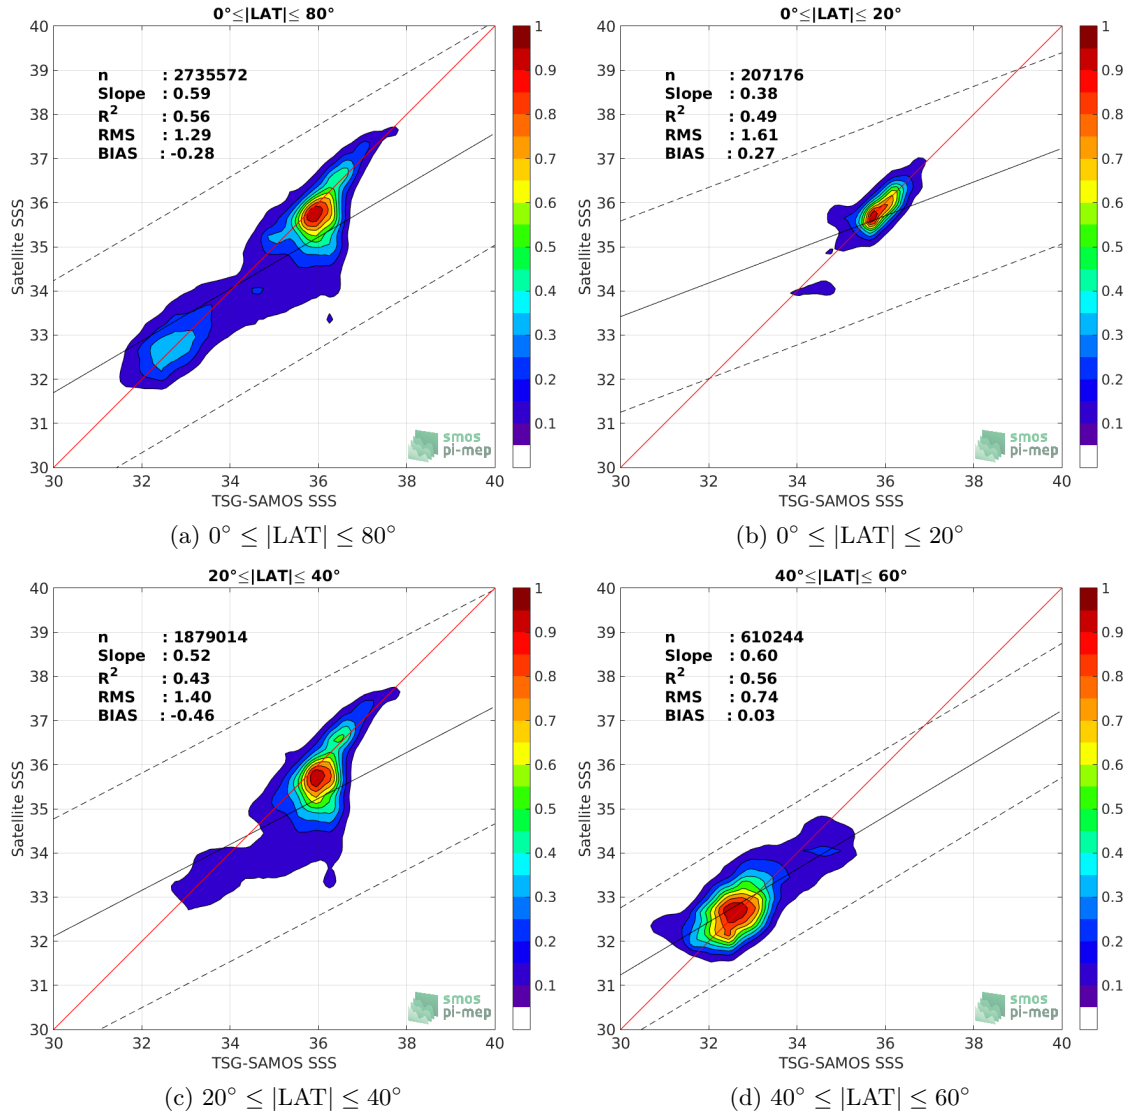 0°≤|LAT|≤ 80°
n : 2735572
Slope : 0.59
R2 : 0.56
RMS : 1.29
BIAS : -0.28
40
39
38
37
36
35
34
33
32
31
30
Satellite SSS
30 32 34 36 38 40
TSG-SAMOS SSS
1
0.9
0.8
0.7
0.6
0.5
0.4
0.3
0.2
0.1
smos
pi-mep
(a) 0° ≤ |LAT| ≤ 80°
0°≤|LAT|≤ 20°
n : 207176
Slope : 0.38
R2 : 0.49
RMS : 1.61
BIAS : 0.27
40
39
38
37
36
35
34
33
32
31
30
Satellite SSS
30 32 34 36 38 40
TSG-SAMOS SSS
1
0.9
0.8
0.7
0.6
0.5
0.4
0.3
0.2
0.1
smos
pi-mep
(b) 0° ≤ |LAT| ≤ 20°
20°≤|LAT|≤ 40°
n : 1879014
Slope : 0.52
R2 : 0.43
RMS : 1.40
BIAS : -0.46
40
39
38
37
36
35
34
33
32
31
30
Satellite SSS
30 32 34 36 38 40
TSG-SAMOS SSS
1
0.9
0.8
0.7
0.6
0.5
0.4
0.3
0.2
0.1
smos
pi-mep
(c) 20° ≤ |LAT| ≤ 40°
40°≤|LAT|≤ 60°
n : 610244
Slope : 0.60
R2 : 0.56
RMS : 0.74
BIAS : 0.03
40
39
38
37
36
35
34
33
32
31
30
Satellite SSS
30 32 34 36 38 40
TSG-SAMOS SSS
1
0.9
0.8
0.7
0.6
0.5
0.4
0.3
0.2
0.1
smos
pi-mep
(d) 40° ≤ |LAT| ≤ 60°